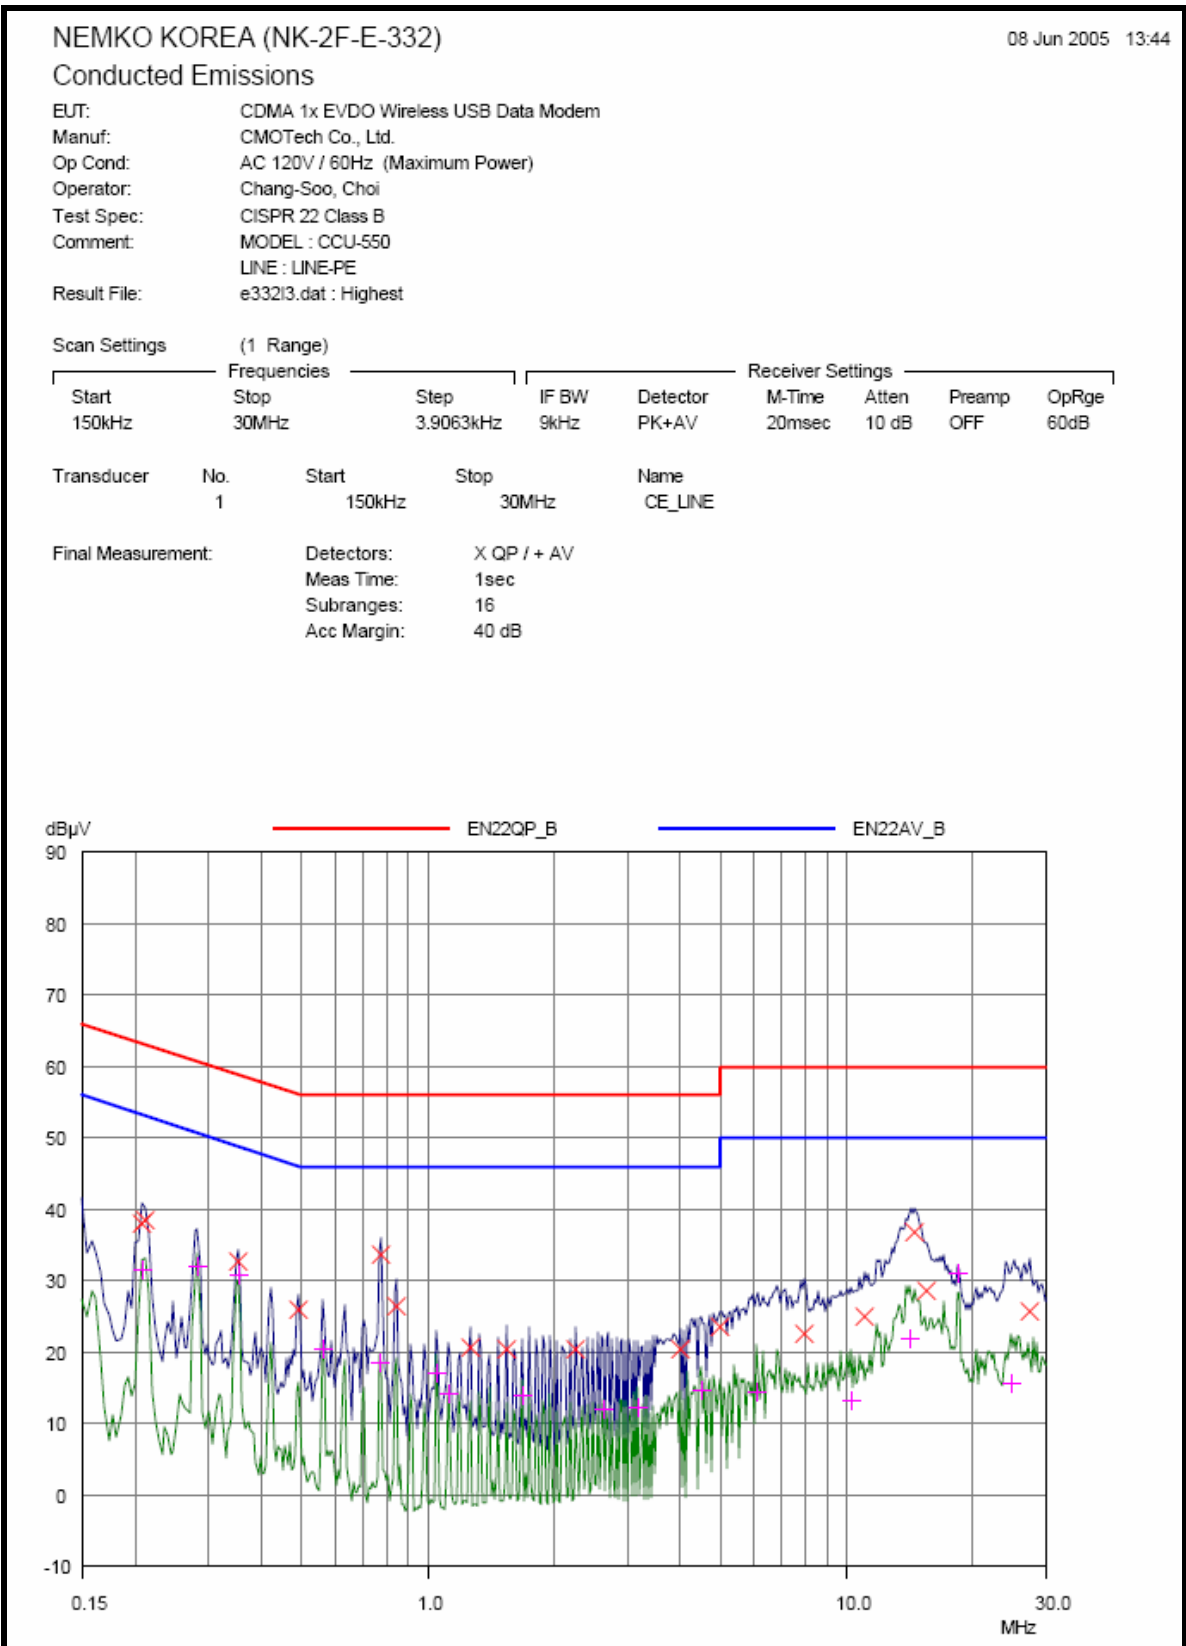 NEMKO KOREA (NK-2F-E-332)
08 Jun 2005 13:44
Conducted Emissions
EUT: CDMA 1x EVDO Wireless USB Data Modem
Manuf: CMOTech Co., Ltd.
Op Cond: AC 120V / 60Hz (Maximum Power)
Operator: Chang-Soo, Choi
Test Spec: CISPR 22 Class B
Comment: MODEL : CCU-550
LINE : LINE-PE
Result File: e332l3.dat : Highest
Scan Settings (1 Range)
Frequencies Receiver Settings
Start Stop Step IF BW Detector M-Time Atten Preamp OpRge
150kHz 30MHz 3.9063kHz 9kHz PK+AV 20msec 10 dB OFF 60dB
Transducer No. Start Stop Name
1 150kHz 30MHz CE_LINE
Final Measurement: Detectors: X QP / + AV
Meas Time: 1sec
Subranges: 16
Acc Margin: 40 dB
dBµV EN22QP_B EN22AV_B
90
80
70
60
50
40
30
20
10
0
-10
0.15 1.0 10.0 30.0
MHz